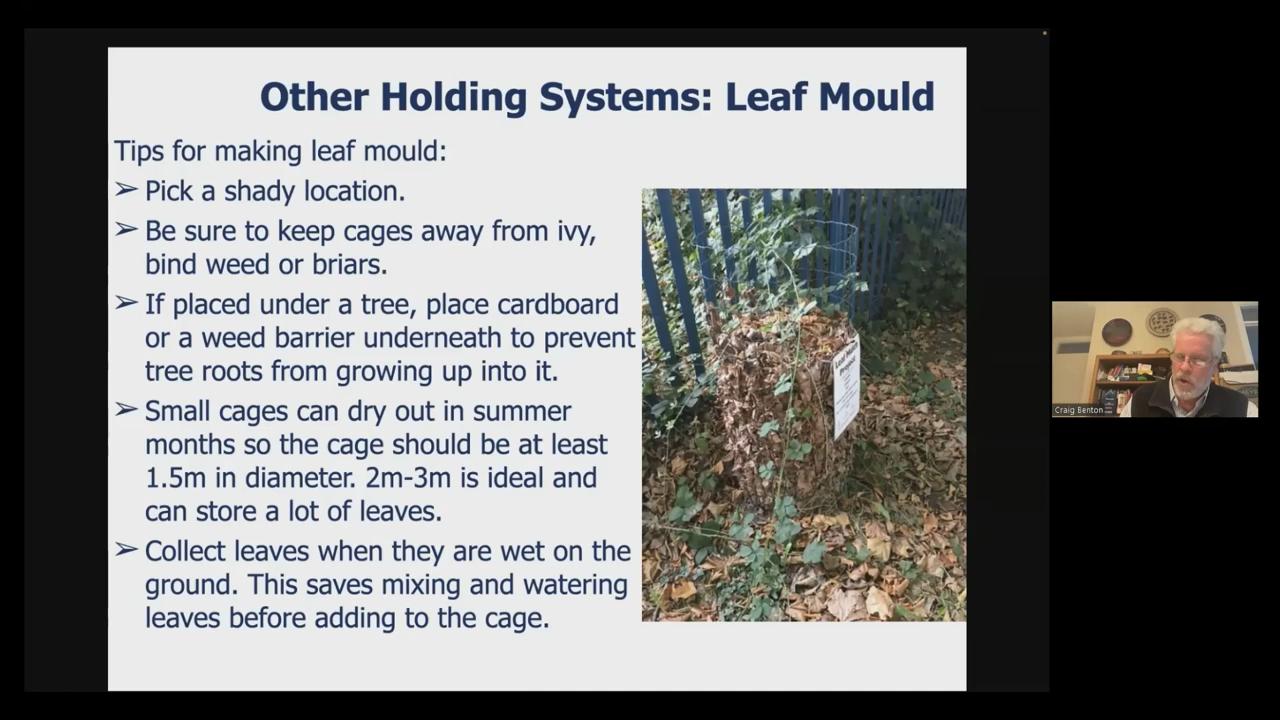 Other Holding Systems: Leaf Mould
Tips for making leaf mould:
➢ Pick a shady location.
➢ Be sure to keep cages away from ivy,
bind weed or briars.
➢ If placed under a tree, place cardboard
or a weed barrier underneath to prevent
tree roots from growing up into it.
➢ Small cages can dry out in summer
months so the cage should be at least
1.5m in diameter. 2m-3m is ideal and
can store a lot of leaves.
➢ Collect leaves when they are wet on the
ground. This saves mixing and watering
leaves before adding to the cage.
Leaf Mould
Project
Craig Benton